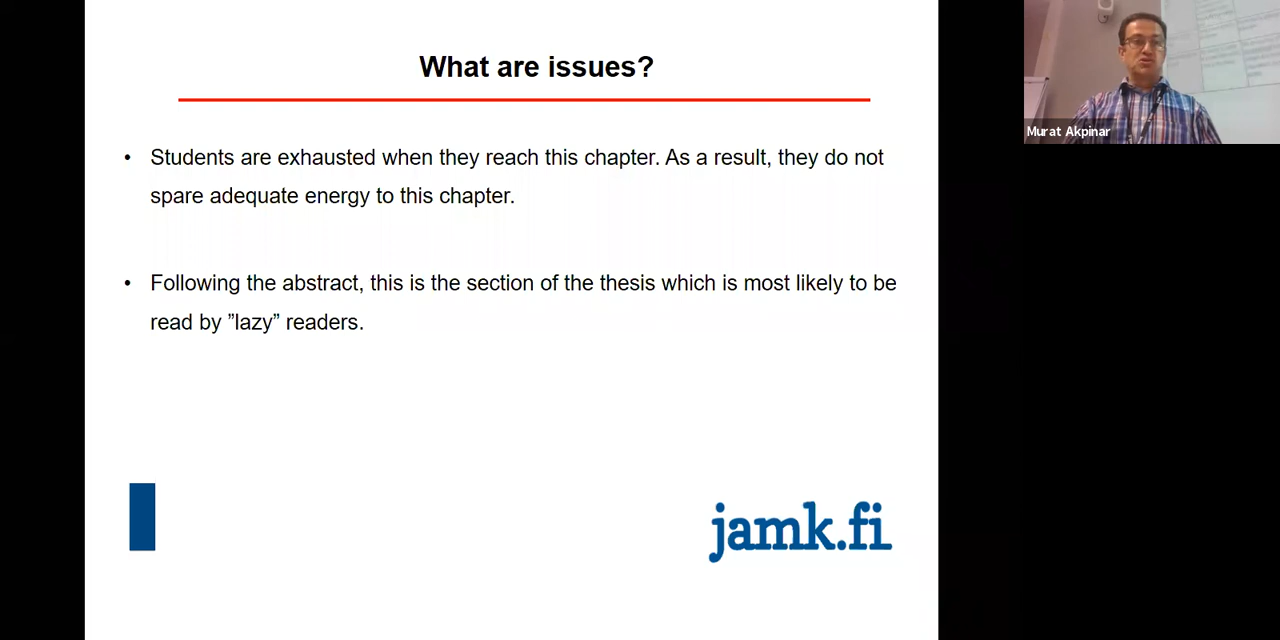 What are issues?
• Students are exhausted when they reach this chapter. As a result, they do not
spare adequate energy to this chapter.
• Following the abstract, this is the section of the thesis which is most likely to be
read by ”lazy” readers.
jamk.fi
Murat Akpinar